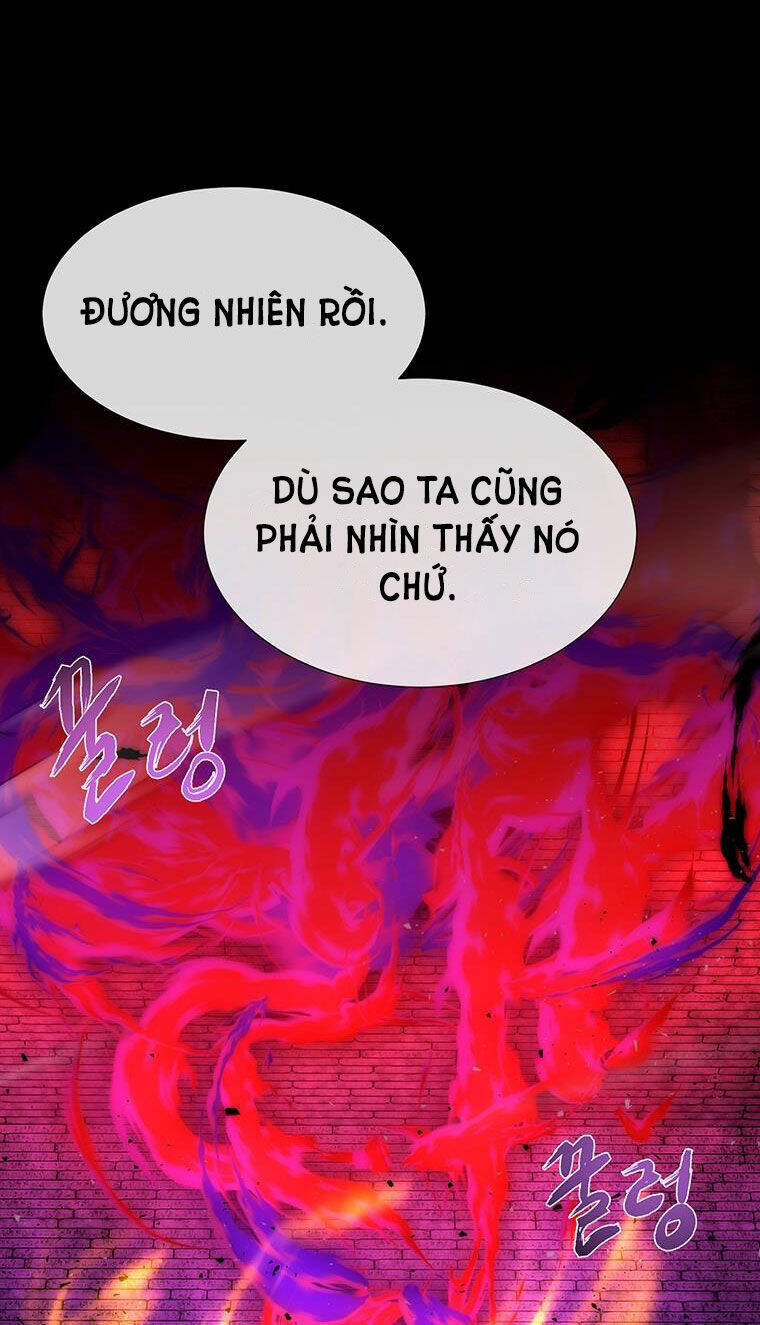 ĐƯƠNG NHIÊN RỒI.
DÙ SAO TA CŨNG
PHẢI NHÌN THẤY NÓ
CHỨ.
꿀렁
꿀렁